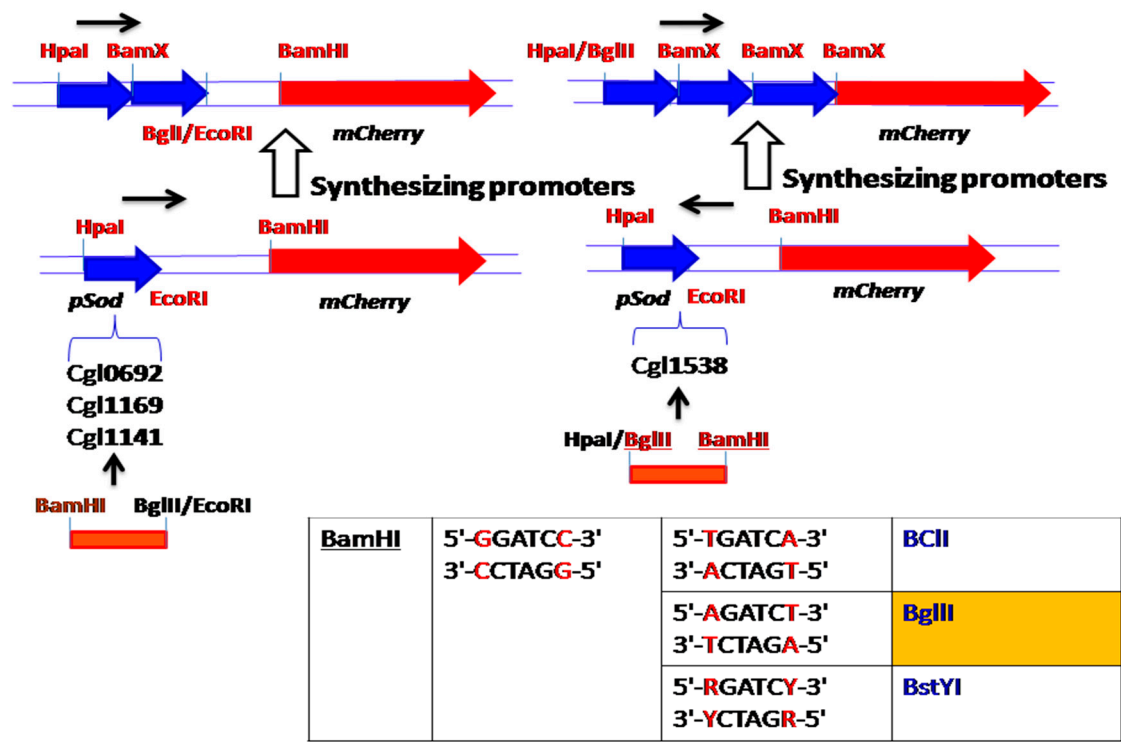 HpaI BamX BamHI
BglI/EcoRI mCherry
Synthesizing promoters
HpaI BamHI
pSod EcoRI mCherry
Cgl0692
Cgl1169
Cgl1141
BamHI BglII/EcoRI
HpaI/BglII BamX BamX BamX
mCherry
Synthesizing promoters
HpaI BamHI
pSod EcoRI mCherry
Cgl1538
HpaI/BglII BamHI
BamHI 5'-GGATCC-3' 5'-TGATCA-3' BClI
3'-CCTAGG-5' 3'-ACTAGT-5'
5'-AGATCT-3' BglII
3'-TCTAGA-5'
5'-RGATCY-3' BstYI
3'-YCTAGR-5'